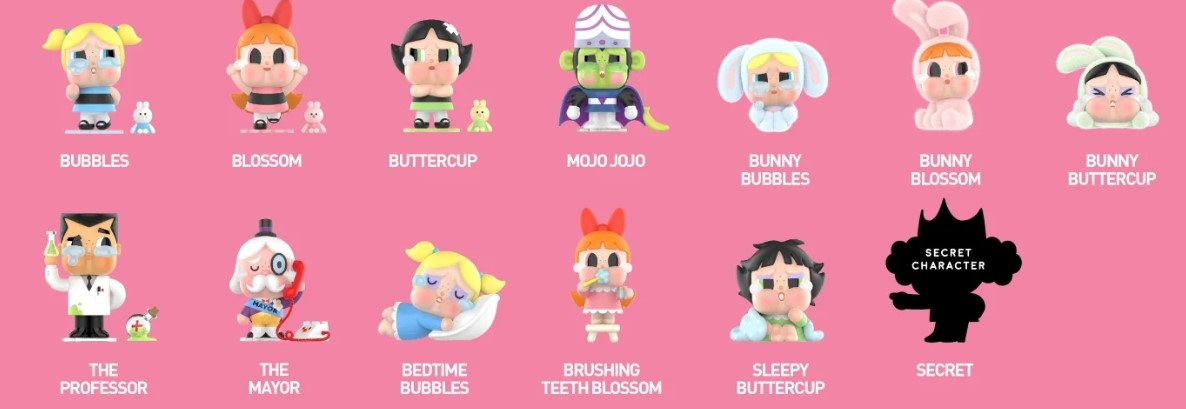 BUBBLES
BLOSSOM
BUTTERCUP
MOJO JOJO
BUNNY
BUBBLES
BUNNY
BLOSSOM
BUNNY
BUTTERCUP
MAYOR
SECRET
CHARACTER
THE
PROFESSOR
THE
MAYOR
BEDTIME
BUBBLES
BRUSHING
TEETH BLOSSOM
SLEEPY
BUTTERCUP
SECRET